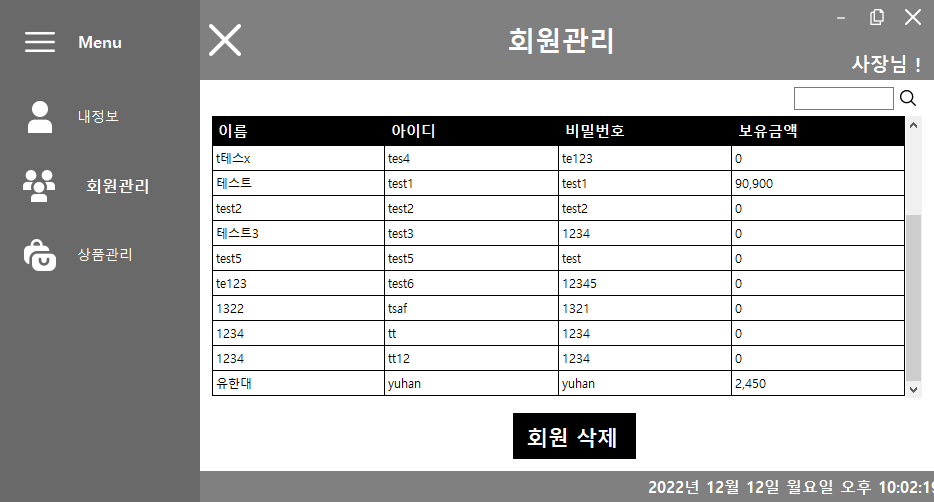 Menu
내정보
회원관리
상품관리
회원관리
사장님 !
이름 아이디 비밀번호 보유금액
t테스x tes4 te123 0
테스트 test1 test1 90,900
test2 test2 test2 0
테스트3 test3 1234 0
test5 test5 test 0
te123 test6 12345 0
1322 tsaf 1321 0
1234 tt 1234 0
1234 tt12 1234 0
유한대 yuhan yuhan 2,450
회원 삭제
2022년 12월 12일 월요일 오후 10:02:19